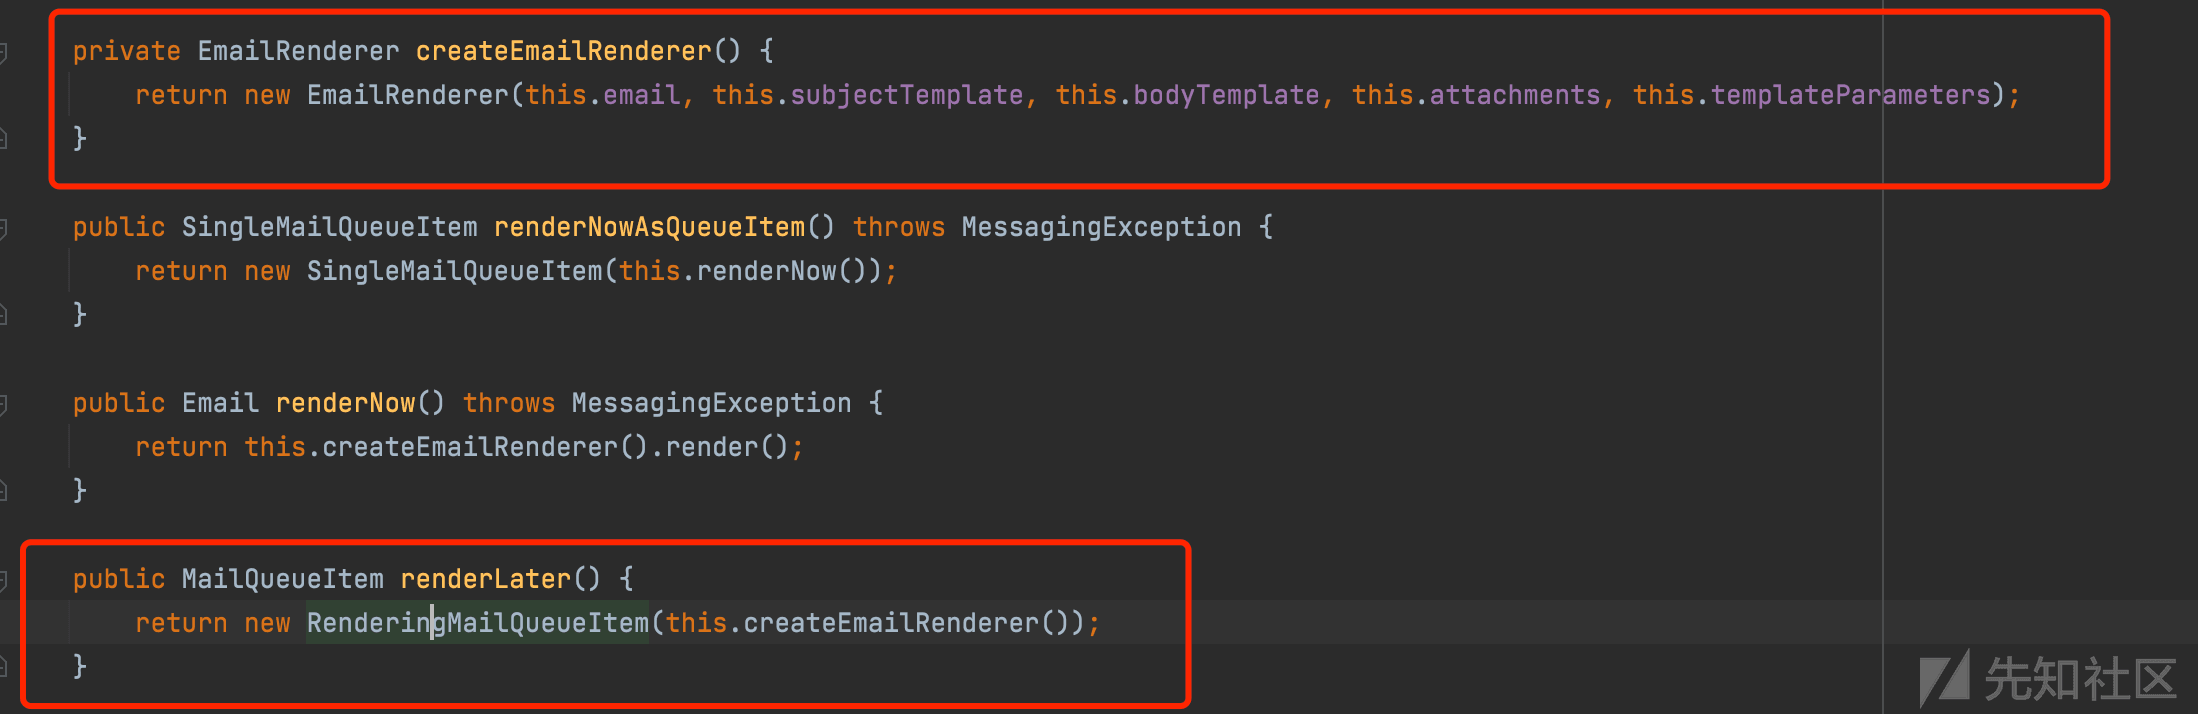 private EmailRenderer createEmailRenderer() {
return new EmailRenderer(this.email, this.subjectTemplate, this.bodyTemplate, this.attachments, this.templateParameters);
}
public SingleMailQueueItem renderNowAsQueueItem() throws MessagingException {
return new SingleMailQueueItem(this.renderNow());
}
public Email renderNow() throws MessagingException {
return this.createEmailRenderer().render();
}
public MailQueueItem renderLater() {
return new RenderingMailQueueItem(this.createEmailRenderer());
}
先知社区